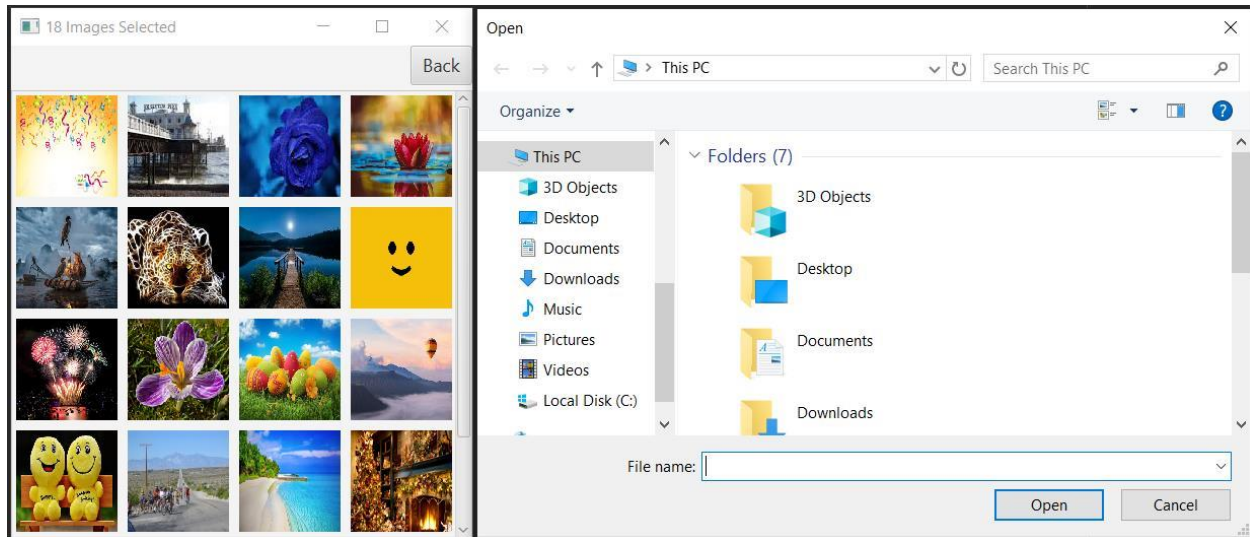 18 Images Selected
Back
Open
This PC
Search This PC
Organize
This PC
3D Objects
Desktop
Documents
Downloads
Music
Pictures
Videos
Local Disk (C:)
Folders (7)
3D Objects
Desktop
Documents
Downloads
File name:
Open
Cancel